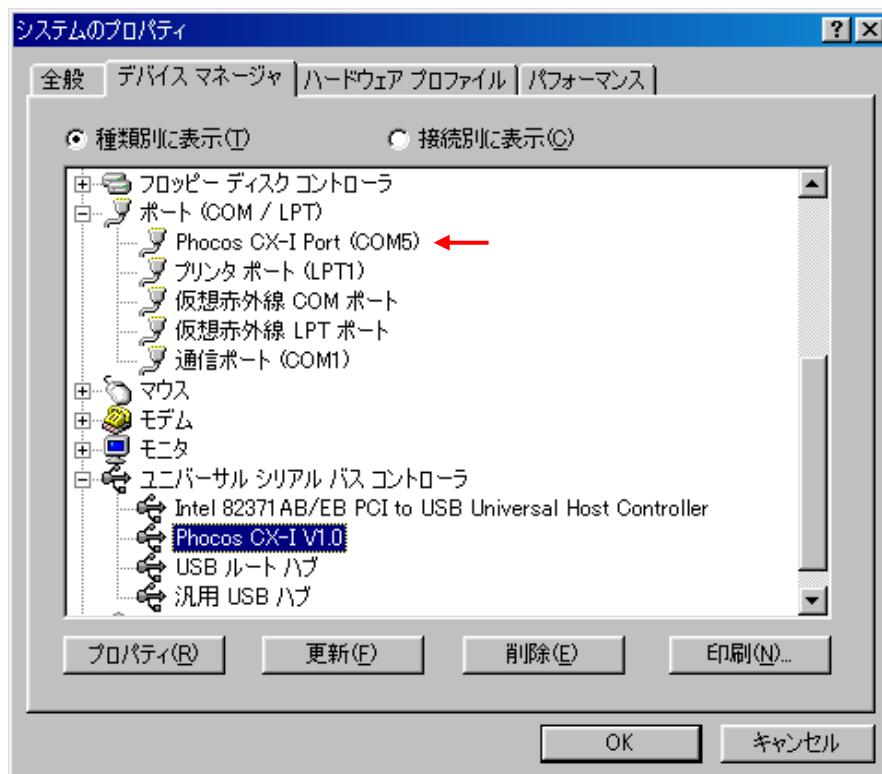 システムのプロパティ
全般 デバイス マネージャ ハードウェア プロファイル パフォーマンス
種類別に表示(T) 接続別に表示(C)
フロッピー ディスク コントローラ
ポート (COM / LPT)
Phocos CX-I Port (COM5)
プリンタ ポート (LPT1)
仮想赤外線 COM ポート
仮想赤外線 LPT ポート
通信ポート (COM1)
マウス
モデム
モニタ
ユニバーサル シリアル バス コントローラ
Intel 82371AB/EB PCI to USB Universal Host Controller
Phocos CX-I V1.0
USB ルート ハブ
汎用 USB ハブ
プロパティ(R) 更新(F) 削除(E) 印刷(N)...
OK キャンセル